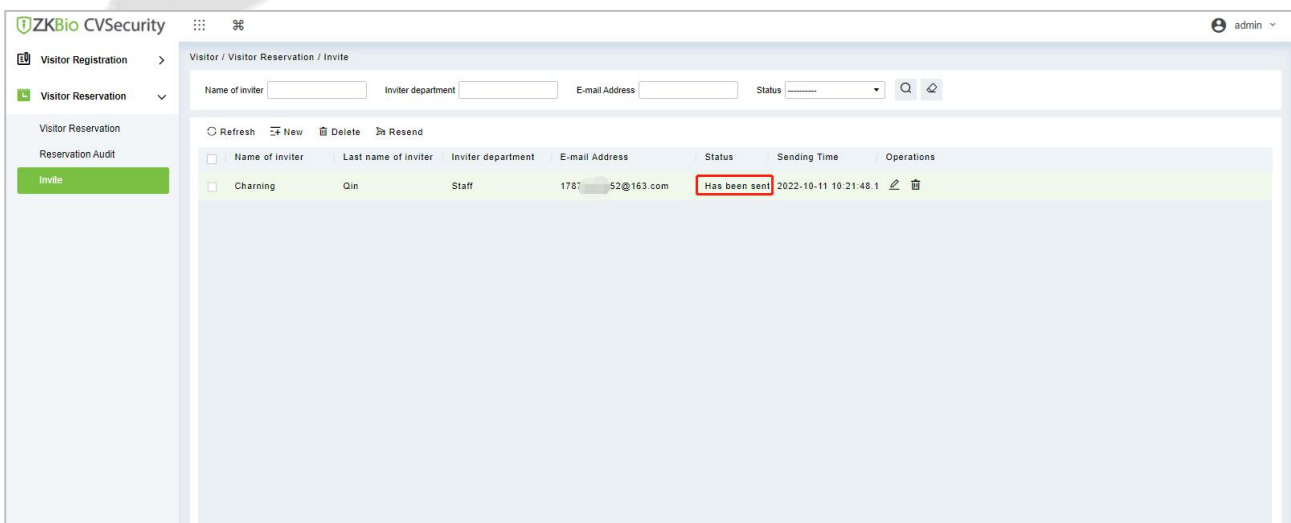 ZKBio CVSecurity
admin
Visitor Registration
Visitor Reservation
Visitor Reservation
Reservation Audit
Invite
Visitor / Visitor Reservation / Invite
Name of inviter Inviter department E-mail Address Status ----------
Refresh New Delete Resend
Name of inviter Last name of inviter Inviter department E-mail Address Status Sending Time Operations
Charning Qin Staff 1787 52@163.com Has been sent 2022-10-11 10:21:48.1